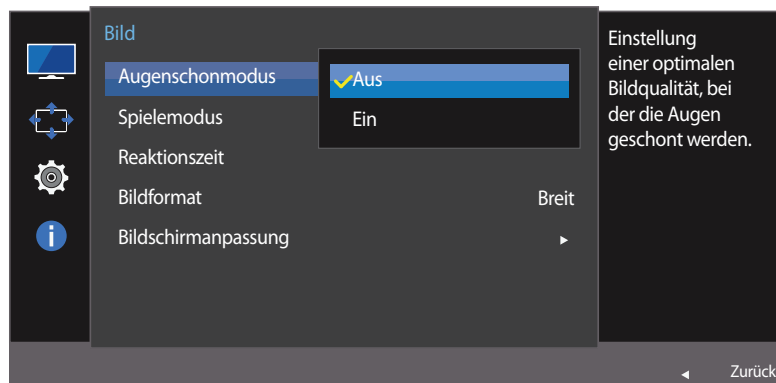 Bild
Augenschonmodus
Aus
Spielemodus
Ein
Reaktionszeit
Bildformat
Breit
Bildschirmanpassung
Einstellung
einer optimalen
Bildqualität, bei
der die Augen
geschont werden.
Zurück